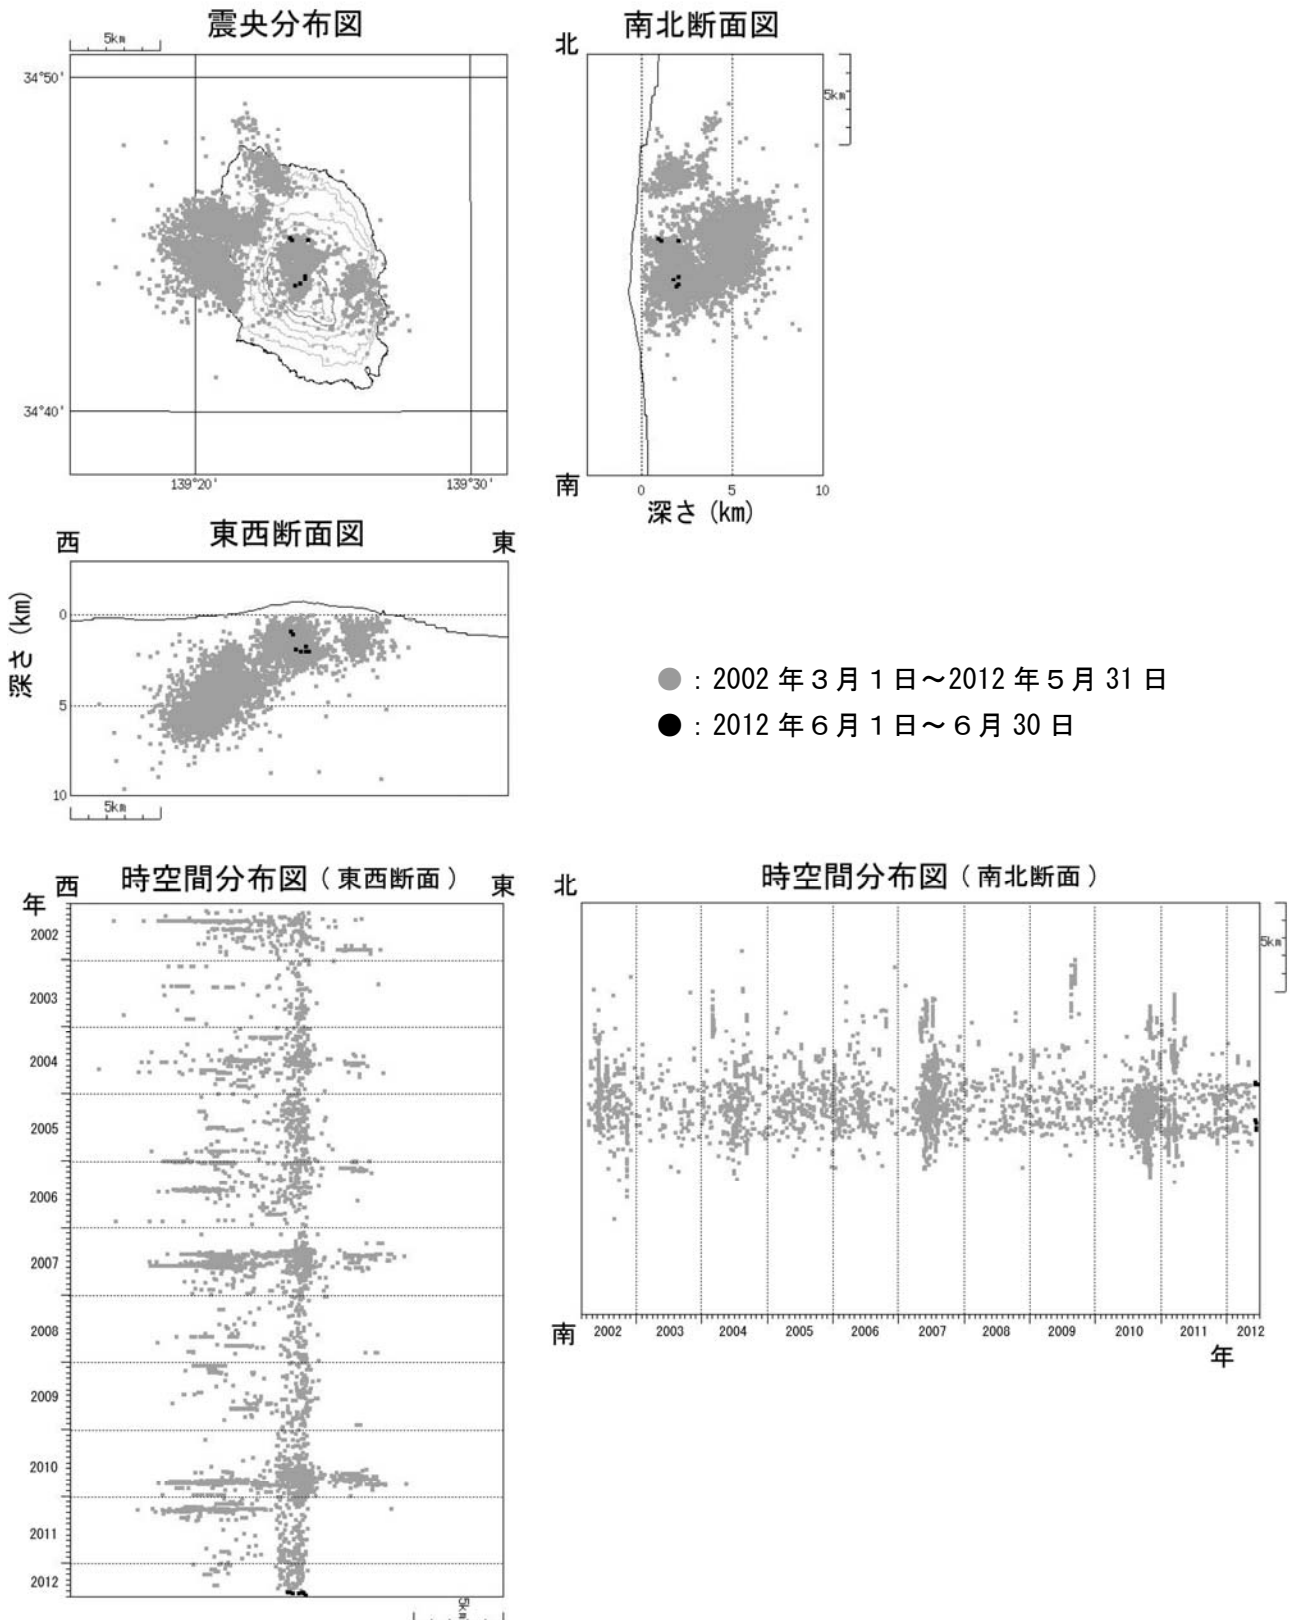 震央分布図
5km
34°50'
34°40'
139°20'
139°30'
南北断面図
北
5km
南
0 5 10
深さ (km)
東西断面図
西 東
深さ (km)
0
5
10
5km
● : 2002 年 3 月 1 日～2012 年 5 月 31 日
● : 2012 年 6 月 1 日～ 6 月 30 日
時空間分布図 ( 東西断面 )
西 東
年
2002
2003
2004
2005
2006
2007
2008
2009
2010
2011
2012
5km
時空間分布図 ( 南北断面 )
北
5km
南
2002 2003 2004 2005 2006 2007 2008 2009 2010 2011 2012
年